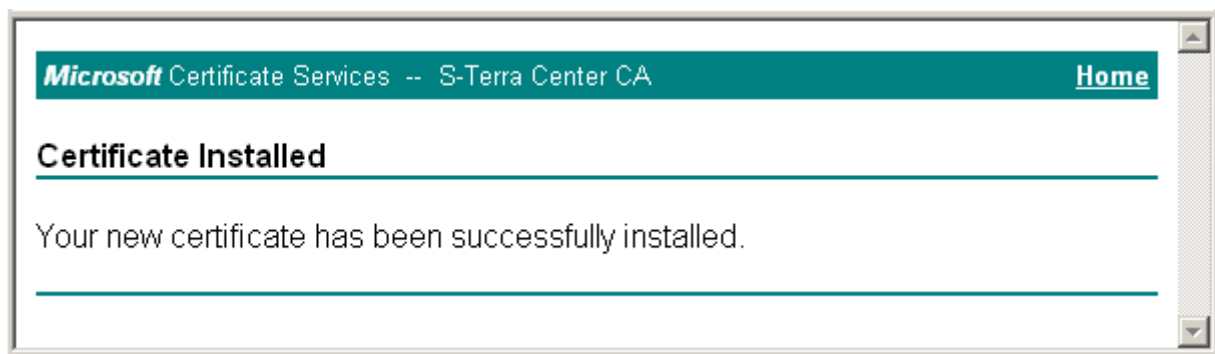 Microsoft Certificate Services -- S-Terra Center CA Home
Certificate Installed
Your new certificate has been successfully installed.